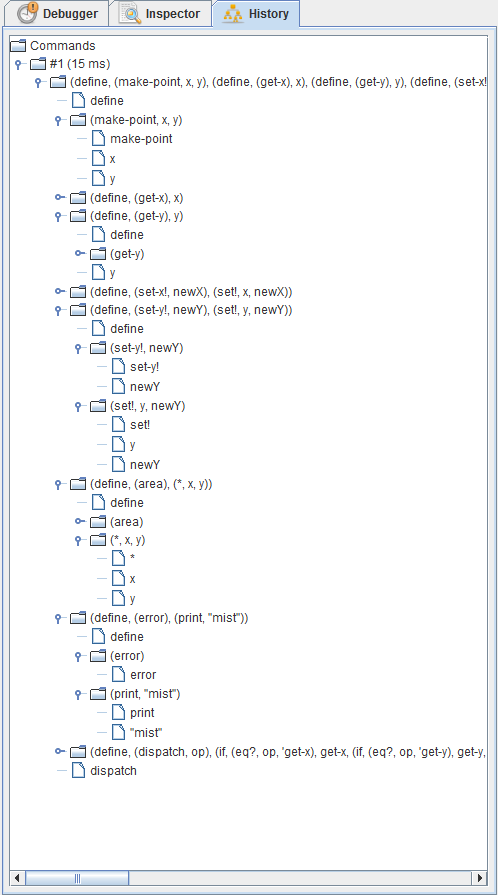 Debugger Inspector History
Commands
#1 (15 ms)
(define, (make-point, x, y), (define, (get-x), x), (define, (get-y), y), (define, (set-x!
define
(make-point, x, y)
make-point
x
y
(define, (get-x), x)
(define, (get-y), y)
define
(get-y)
y
(define, (set-x!, newX), (set!, x, newX))
(define, (set-y!, newY), (set!, y, newY))
define
(set-y!, newY)
set-y!
newY
(set!, y, newY)
set!
y
newY
(define, (area), (*, x, y))
define
(area)
(*, x, y)
*
x
y
(define, (error), (print, "mist"))
define
(error)
error
(print, "mist")
print
"mist"
(define, (dispatch, op), (if, (eq?, op, 'get-x), get-x, (if, (eq?, op, 'get-y), get-y,
dispatch